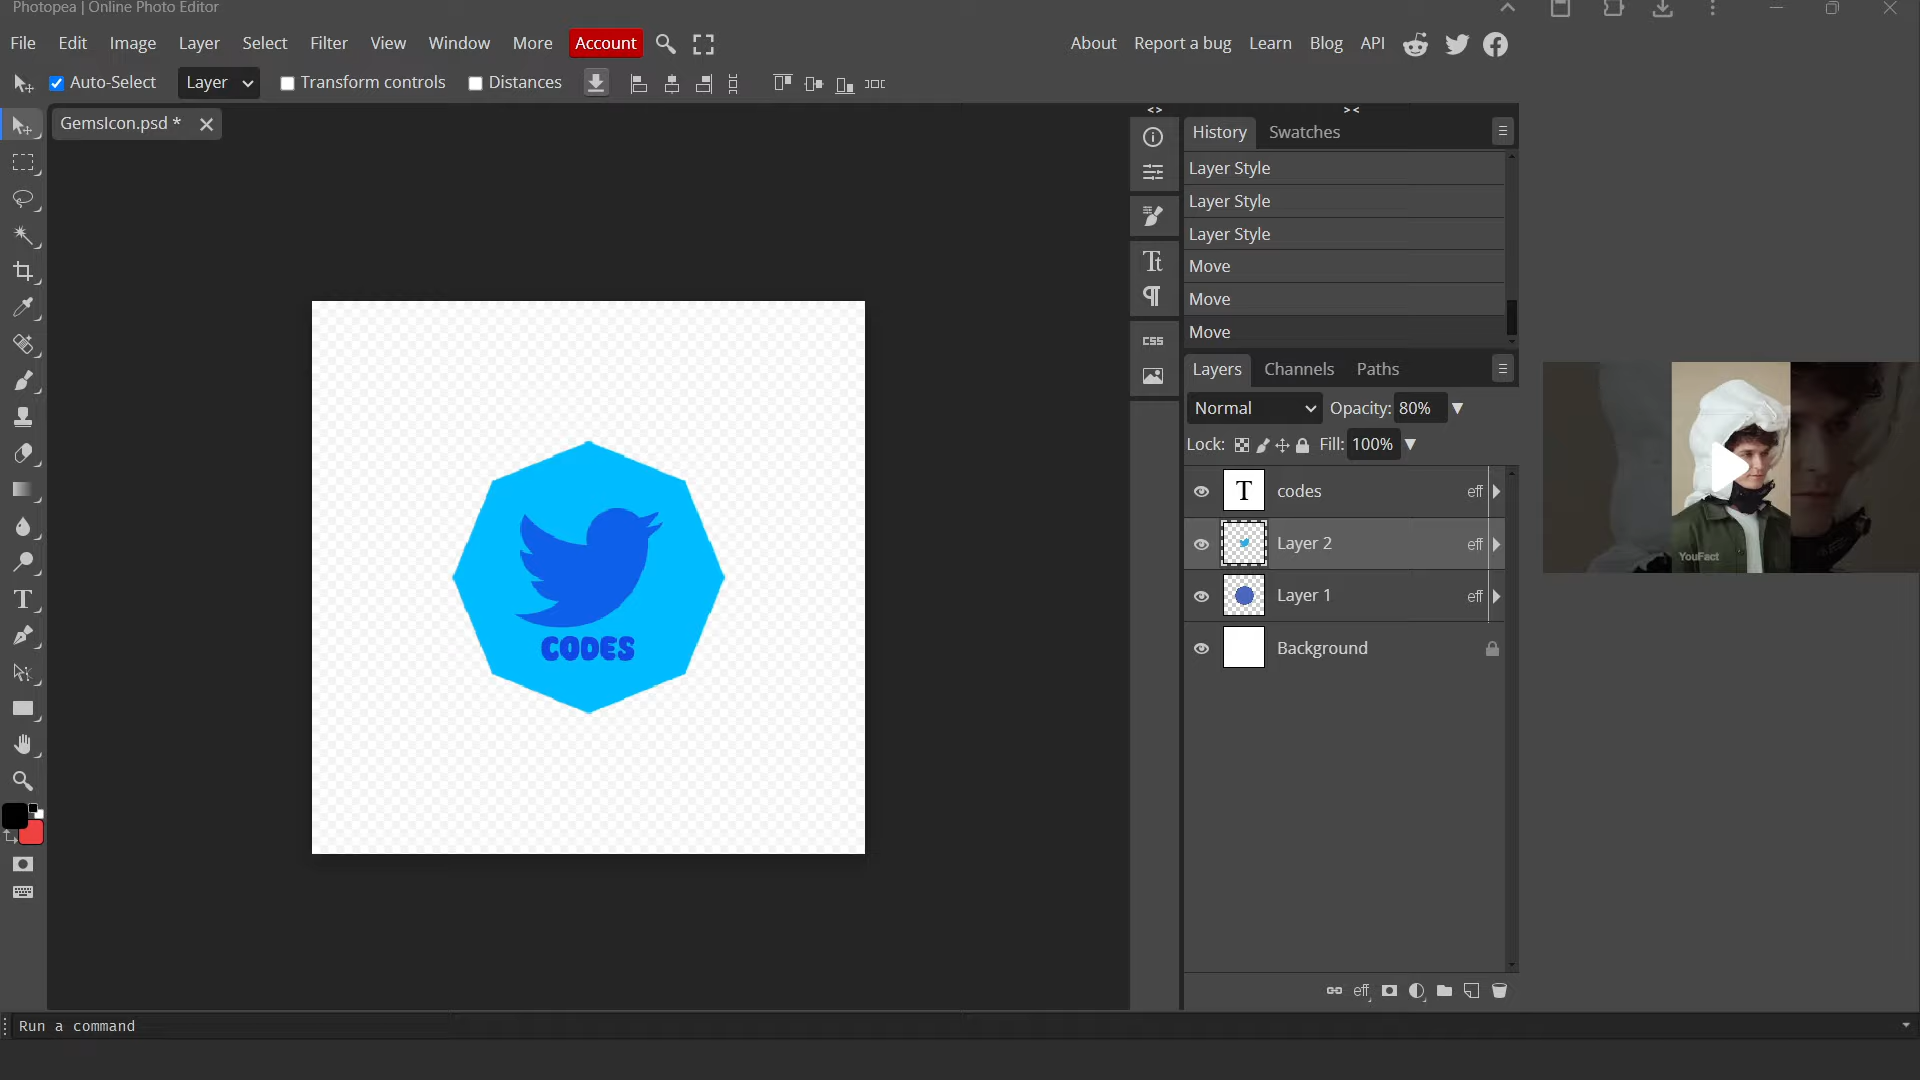 Photopea | Online Photo Editor
File Edit Image Layer Select Filter View Window More Account About Report a bug Learn Blog API
Auto-Select Layer Transform controls Distances
GemsIcon.psd *
History Swatches
Layer Style
Layer Style
Layer Style
Move
Move
Move
CSS
Layers Channels Paths
Normal Opacity: 80%
Lock: Fill: 100%
T codes eff
Layer 2 eff
Layer 1 eff
Background
CODES
YouFact
eff
Run a command